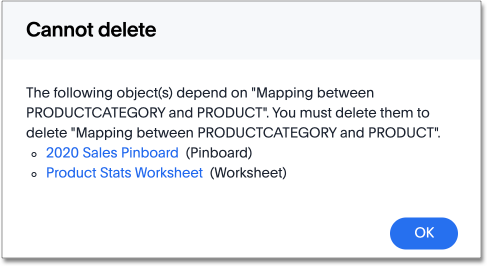 Cannot delete
The following object(s) depend on "Mapping between
PRODUCTCATEGORY and PRODUCT". You must delete them to
delete "Mapping between PRODUCTCATEGORY and PRODUCT".
2020 Sales Pinboard (Pinboard)
Product Stats Worksheet (Worksheet)
OK